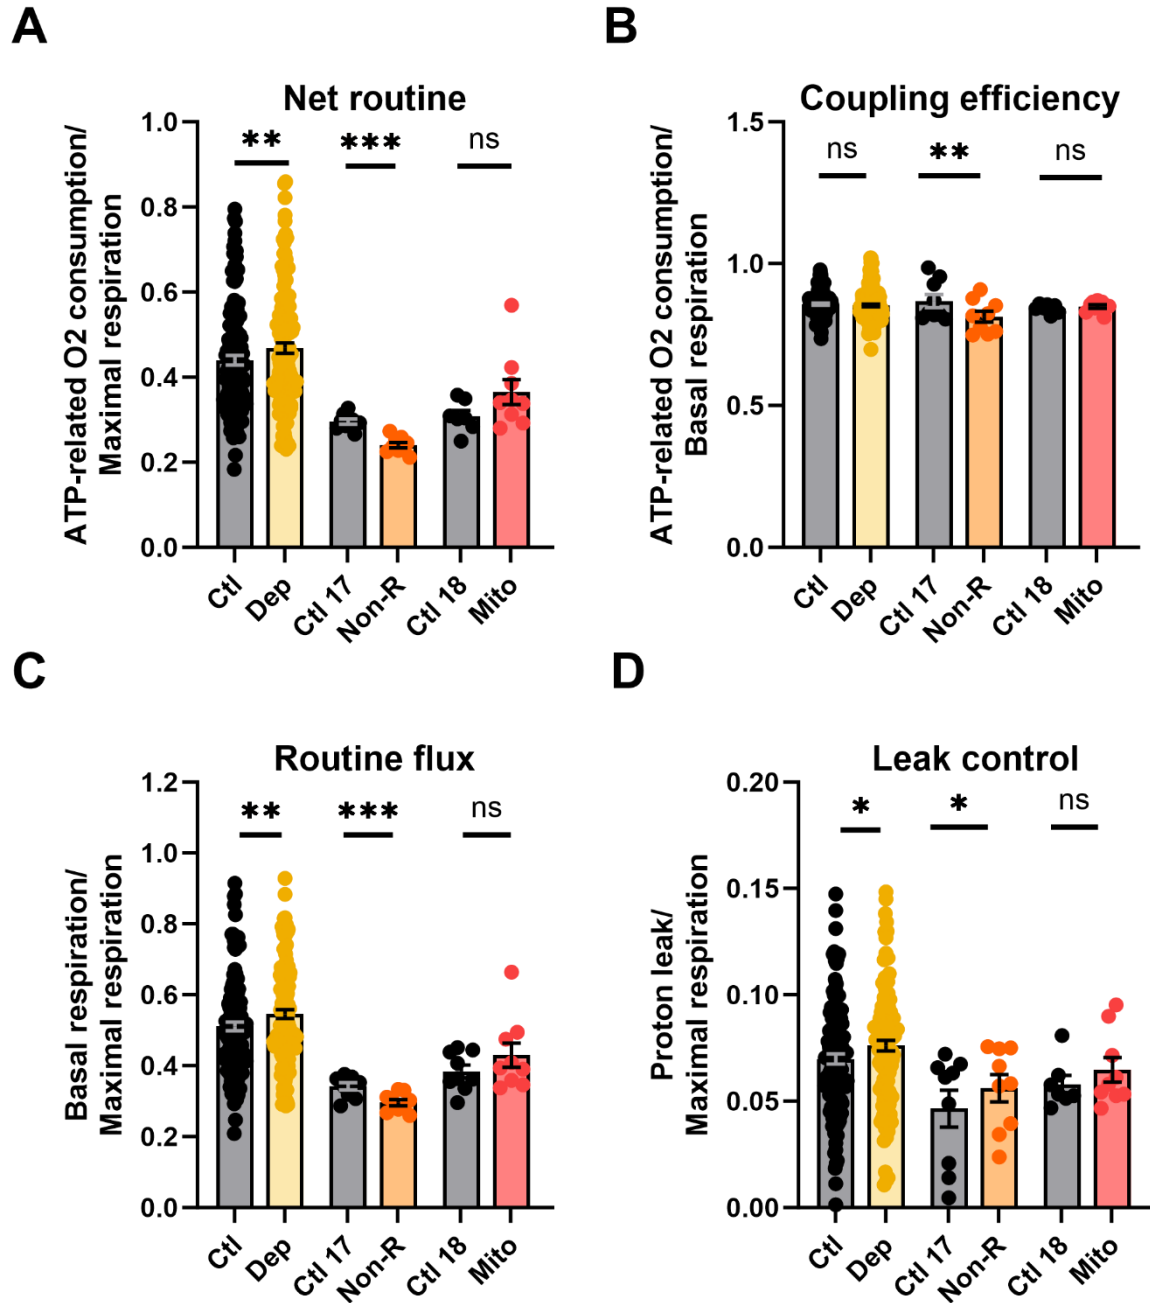 A
Net routine
ATP-related O2 consumption/
Maximal respiration
1.0
0.8
0.6
0.4
0.2
0.0
**
***
ns
Ctl
Dep
Ctl 17
Non-R
Ctl 18
Mito
B
Coupling efficiency
ATP-related O2 consumption/
Basal respiration
1.5
1.0
0.5
0.0
ns
**
ns
Ctl
Dep
Ctl 17
Non-R
Ctl 18
Mito
C
Routine flux
Basal respiration/
Maximal respiration
1.2
1.0
0.8
0.6
0.4
0.2
0.0
**
***
ns
Ctl
Dep
Ctl 17
Non-R
Ctl 18
Mito
D
Leak control
Proton leak/
Maximal respiration
0.20
0.15
0.10
0.05
0.00
*
*
ns
Ctl
Dep
Ctl 17
Non-R
Ctl 18
Mito